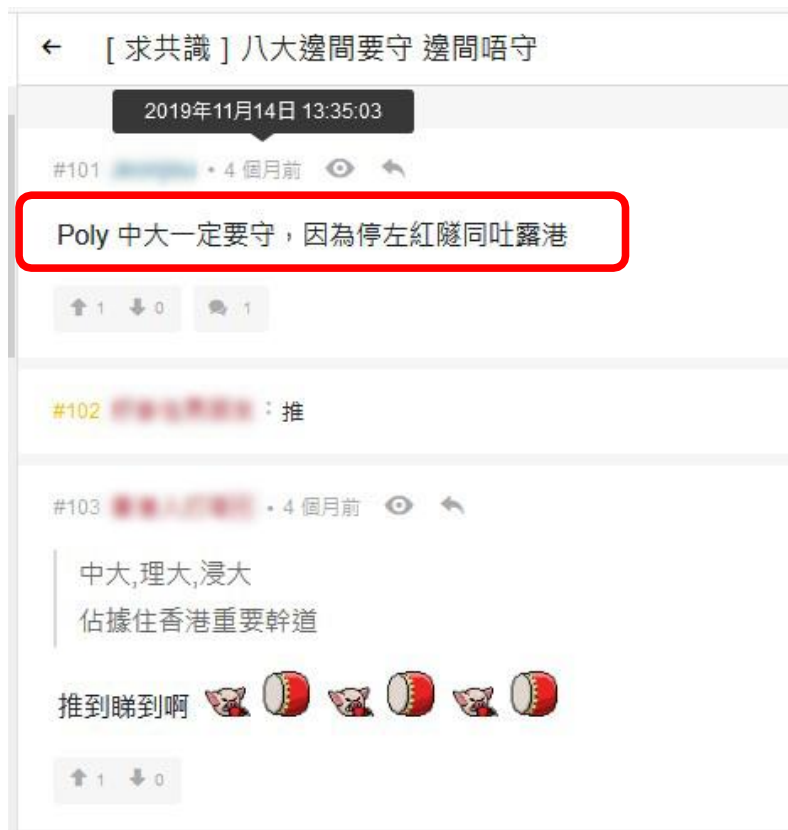 [ 求共識 ] 八大邊間要守 邊間唔守
2019年11月14日 13:35:03
#101 • 4 個月前
Poly 中大一定要守，因為停左紅隧同吐露港
1 0 1
#102 ：推
#103 • 4 個月前
中大,理大,浸大
佔據住香港重要幹道
推到睇到啊
1 0